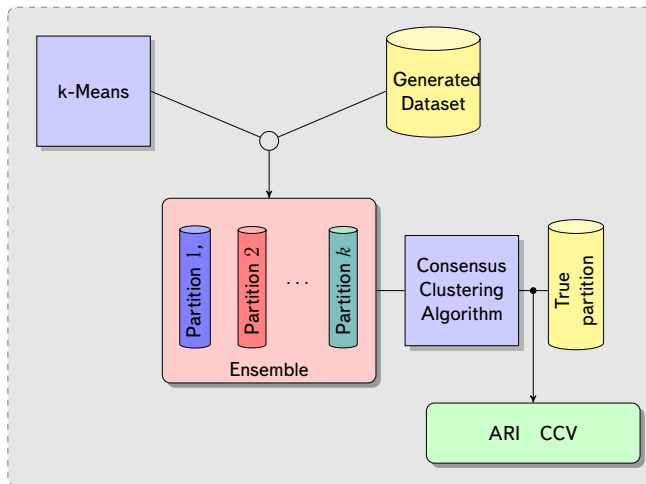 k-Means
Generated
Dataset
Partition 1,
Partition 2
...
Partition k
Ensemble
Consensus
Clustering
Algorithm
True
partition
ARI CCV